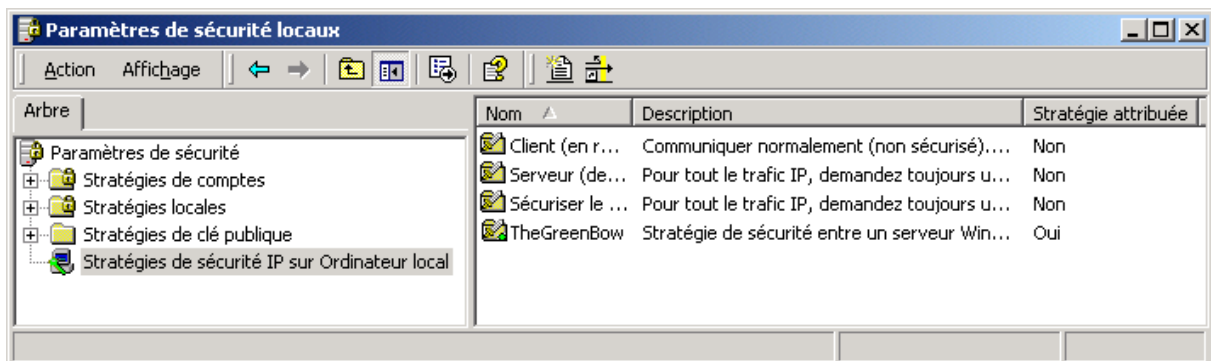 Paramètres de sécurité locaux
Action Affichage
Arbre
Paramètres de sécurité
Stratégies de comptes
Stratégies locales
Stratégies de clé publique
Stratégies de sécurité IP sur Ordinateur local
Nom Description Stratégie attribuée
Client (en r... Communiquer normalement (non sécurisé).... Non
Serveur (de... Pour tout le trafic IP, demandez toujours u... Non
Sécuriser le ... Pour tout le trafic IP, demandez toujours u... Non
TheGreenBow Stratégie de sécurité entre un serveur Win... Oui